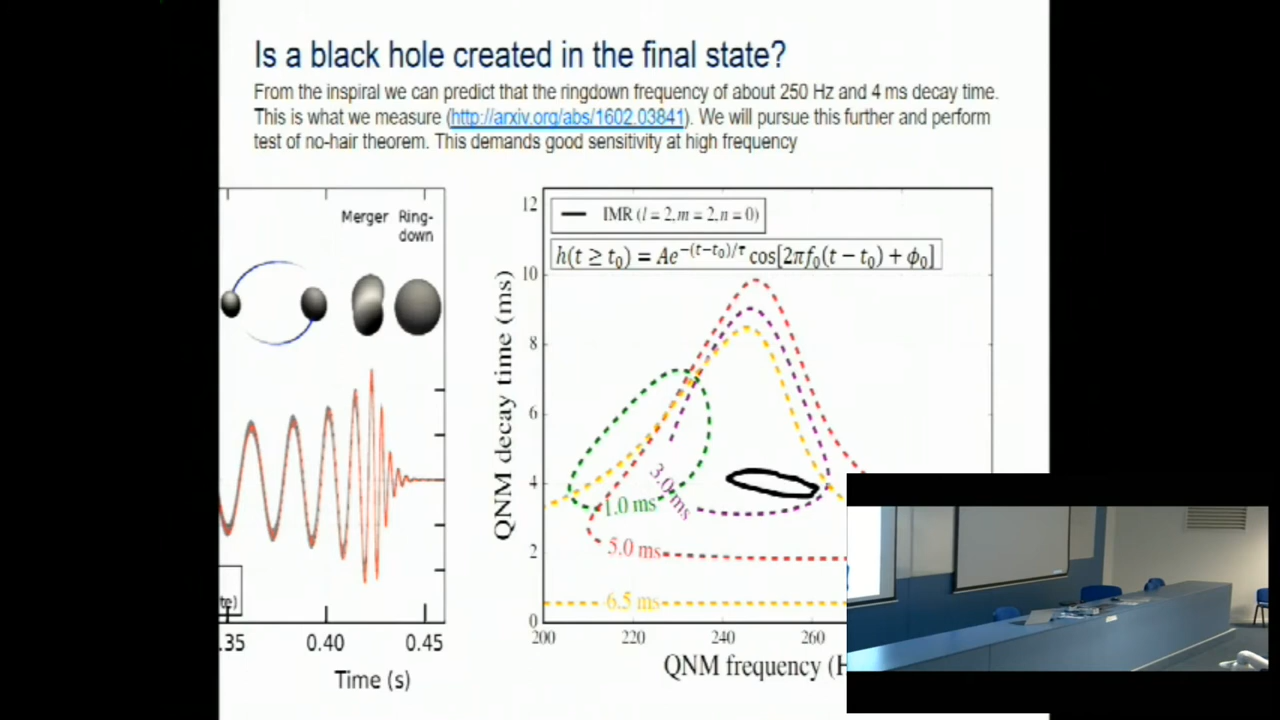 Is a black hole created in the final state?
From the inspiral we can predict that the ringdown frequency of about 250 Hz and 4 ms decay time.
This is what we measure (http://arxiv.org/abs/1602.03841). We will pursue this further and perform
test of no-hair theorem. This demands good sensitivity at high frequency
Merger Ring-
down
.35 0.40 0.45
Time (s)
IMR (l = 2, m = 2, n = 0)
h(t ≥ t₀) = Ae^{-(t-t₀)/τ} cos[2πf₀(t − t₀) + ϕ₀]
QNM decay time (ms)
12
10
8
6
4
2
0
3.0 ms
1.0 ms
5.0 ms
6.5 ms
200 220 240 260
QNM frequency (H